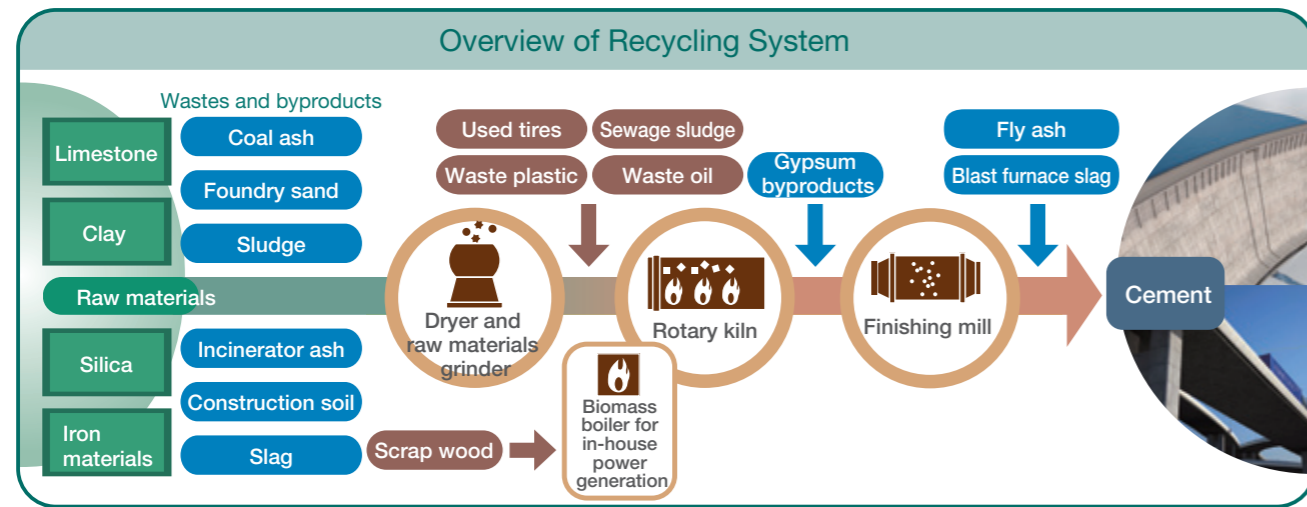 Overview of Recycling System
Wastes and byproducts
Limestone
Clay
Raw materials
Silica
Iron
materials
Coal ash
Foundry sand
Sludge
Incinerator ash
Construction soil
Slag
Used tires
Sewage sludge
Waste plastic
Waste oil
Gypsum
byproducts
Fly ash
Blast furnace slag
Dryer and
raw materials
grinder
Rotary kiln
Finishing mill
Cement
Scrap wood
Biomass
boiler for
in-house
power
generation